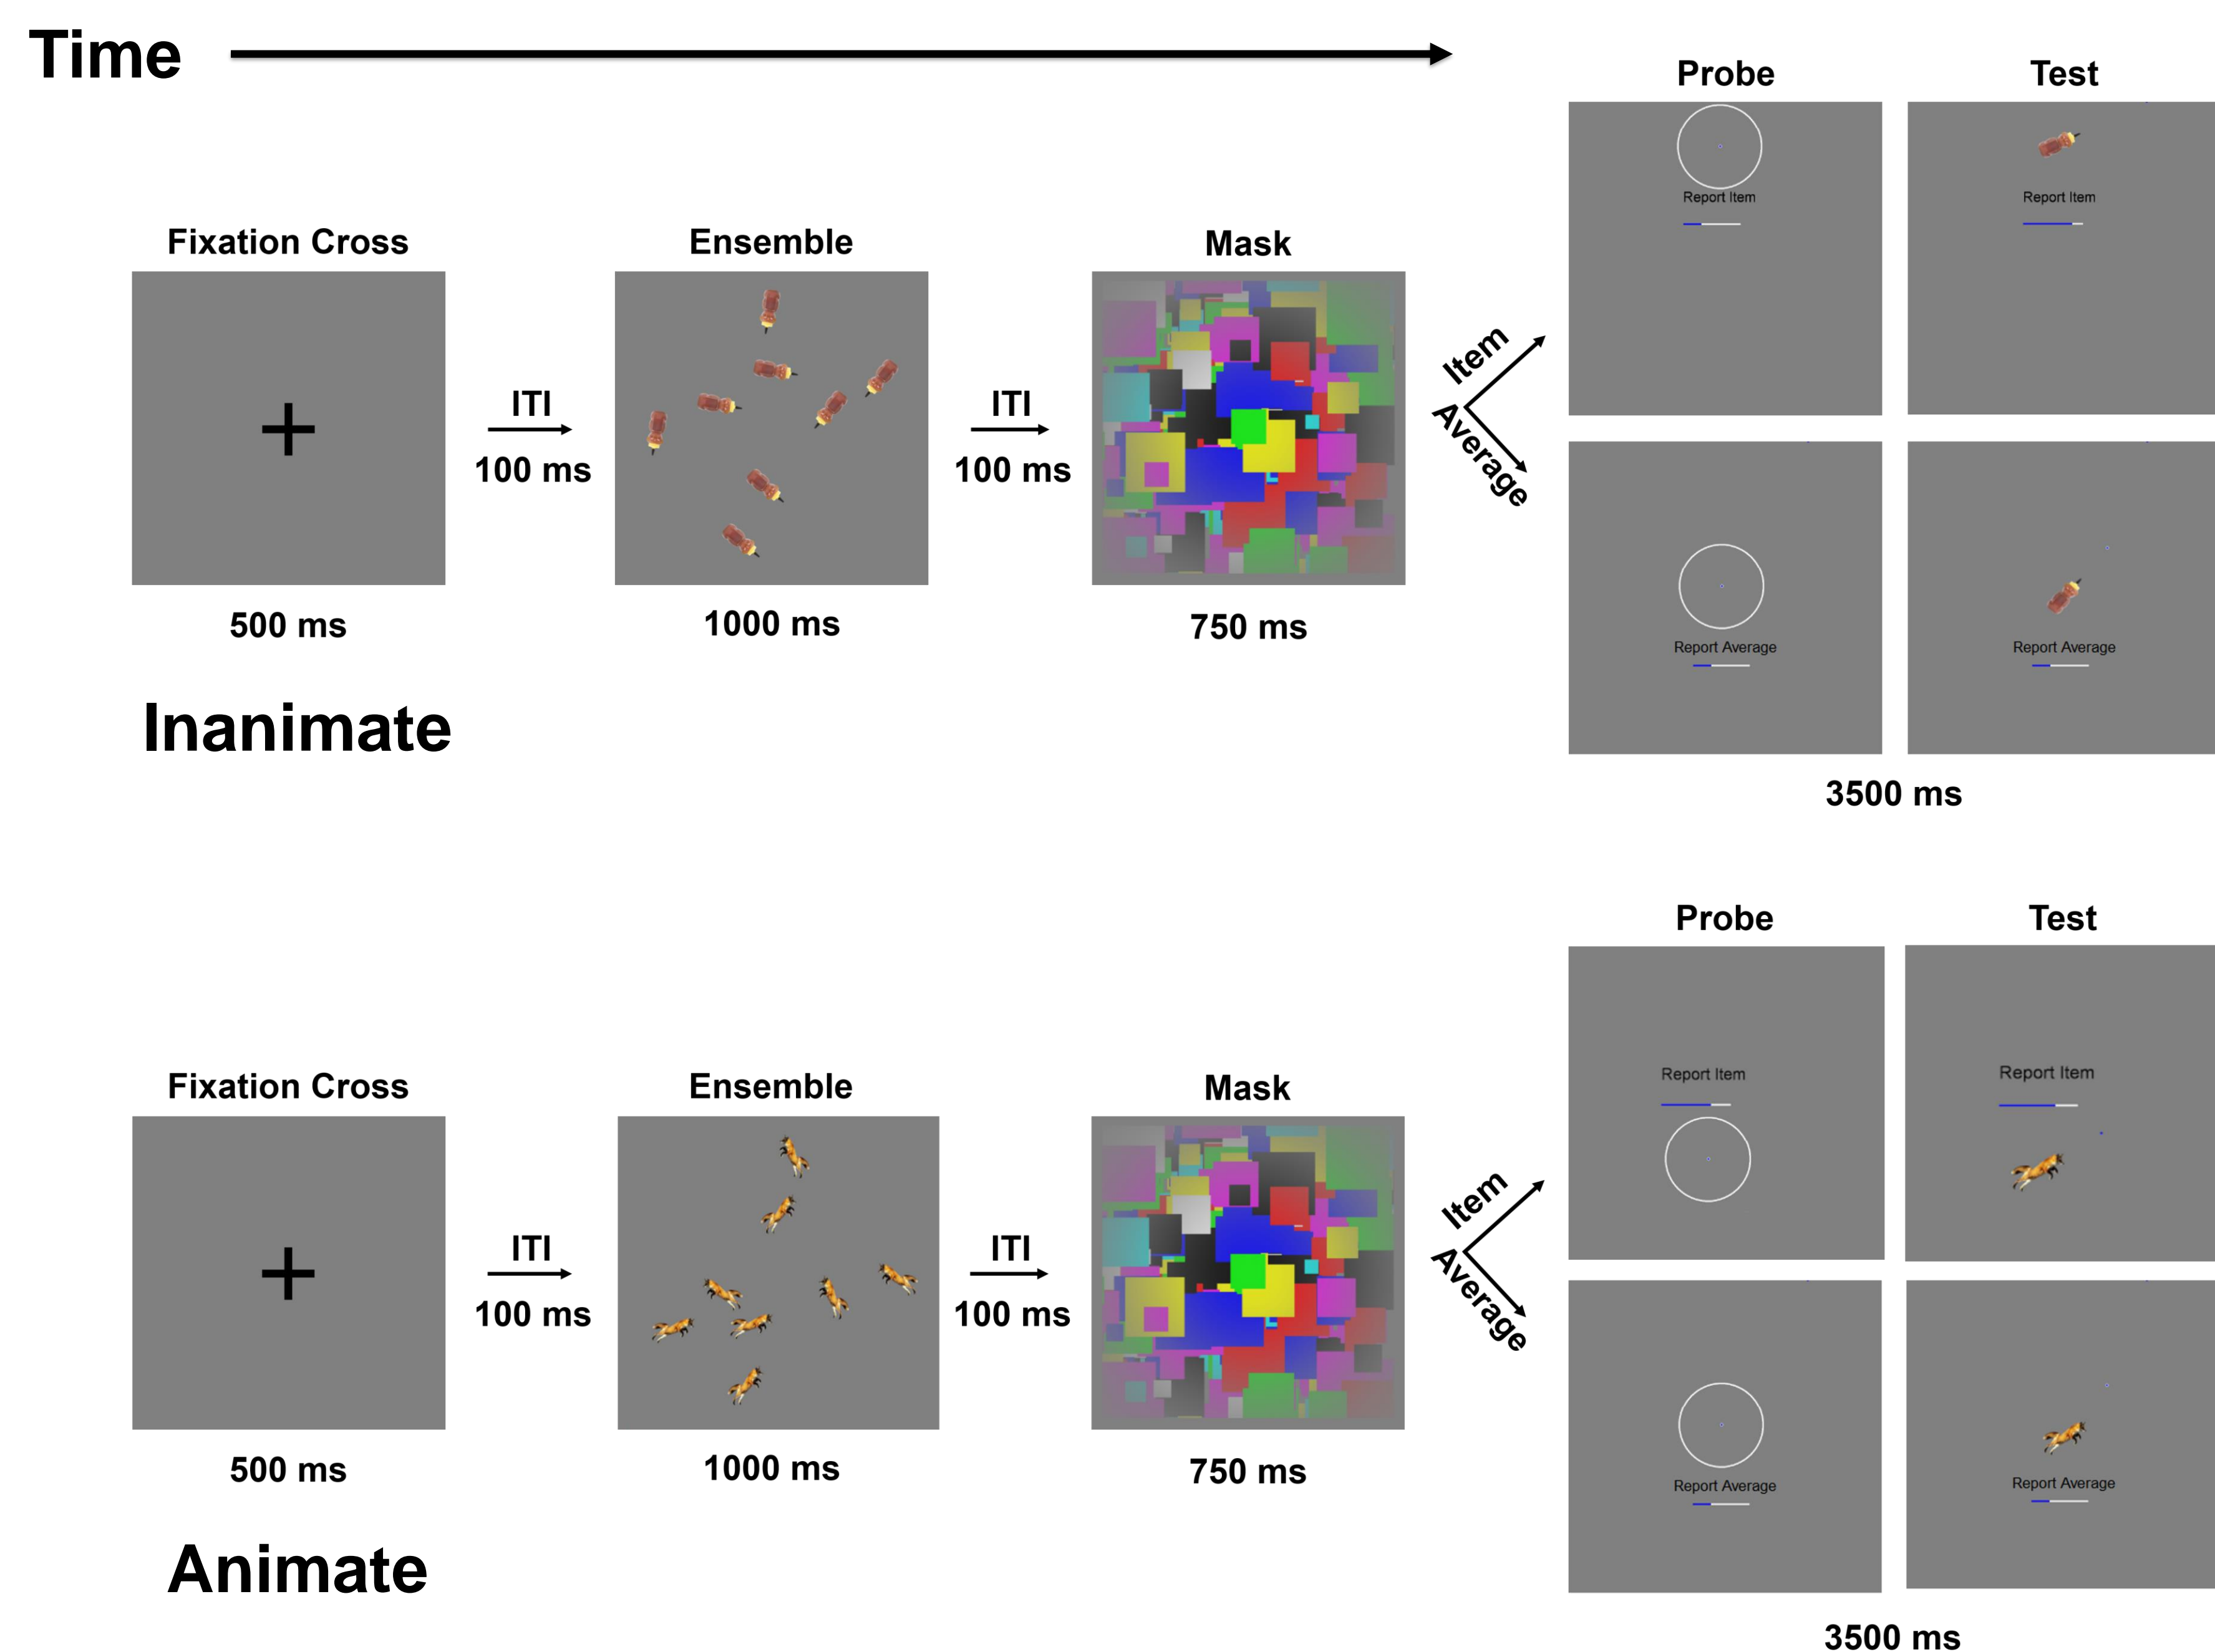 Time
Probe
Test
Report Item
Report Item
Fixation Cross
Ensemble
Mask
ITI
100 ms
ITI
100 ms
Item
Average
500 ms
1000 ms
750 ms
Report Average
Report Average
3500 ms
Inanimate
Probe
Test
Report Item
Report Item
Fixation Cross
Ensemble
Mask
ITI
100 ms
ITI
100 ms
Item
Average
500 ms
1000 ms
750 ms
Report Average
Report Average
3500 ms
Animate